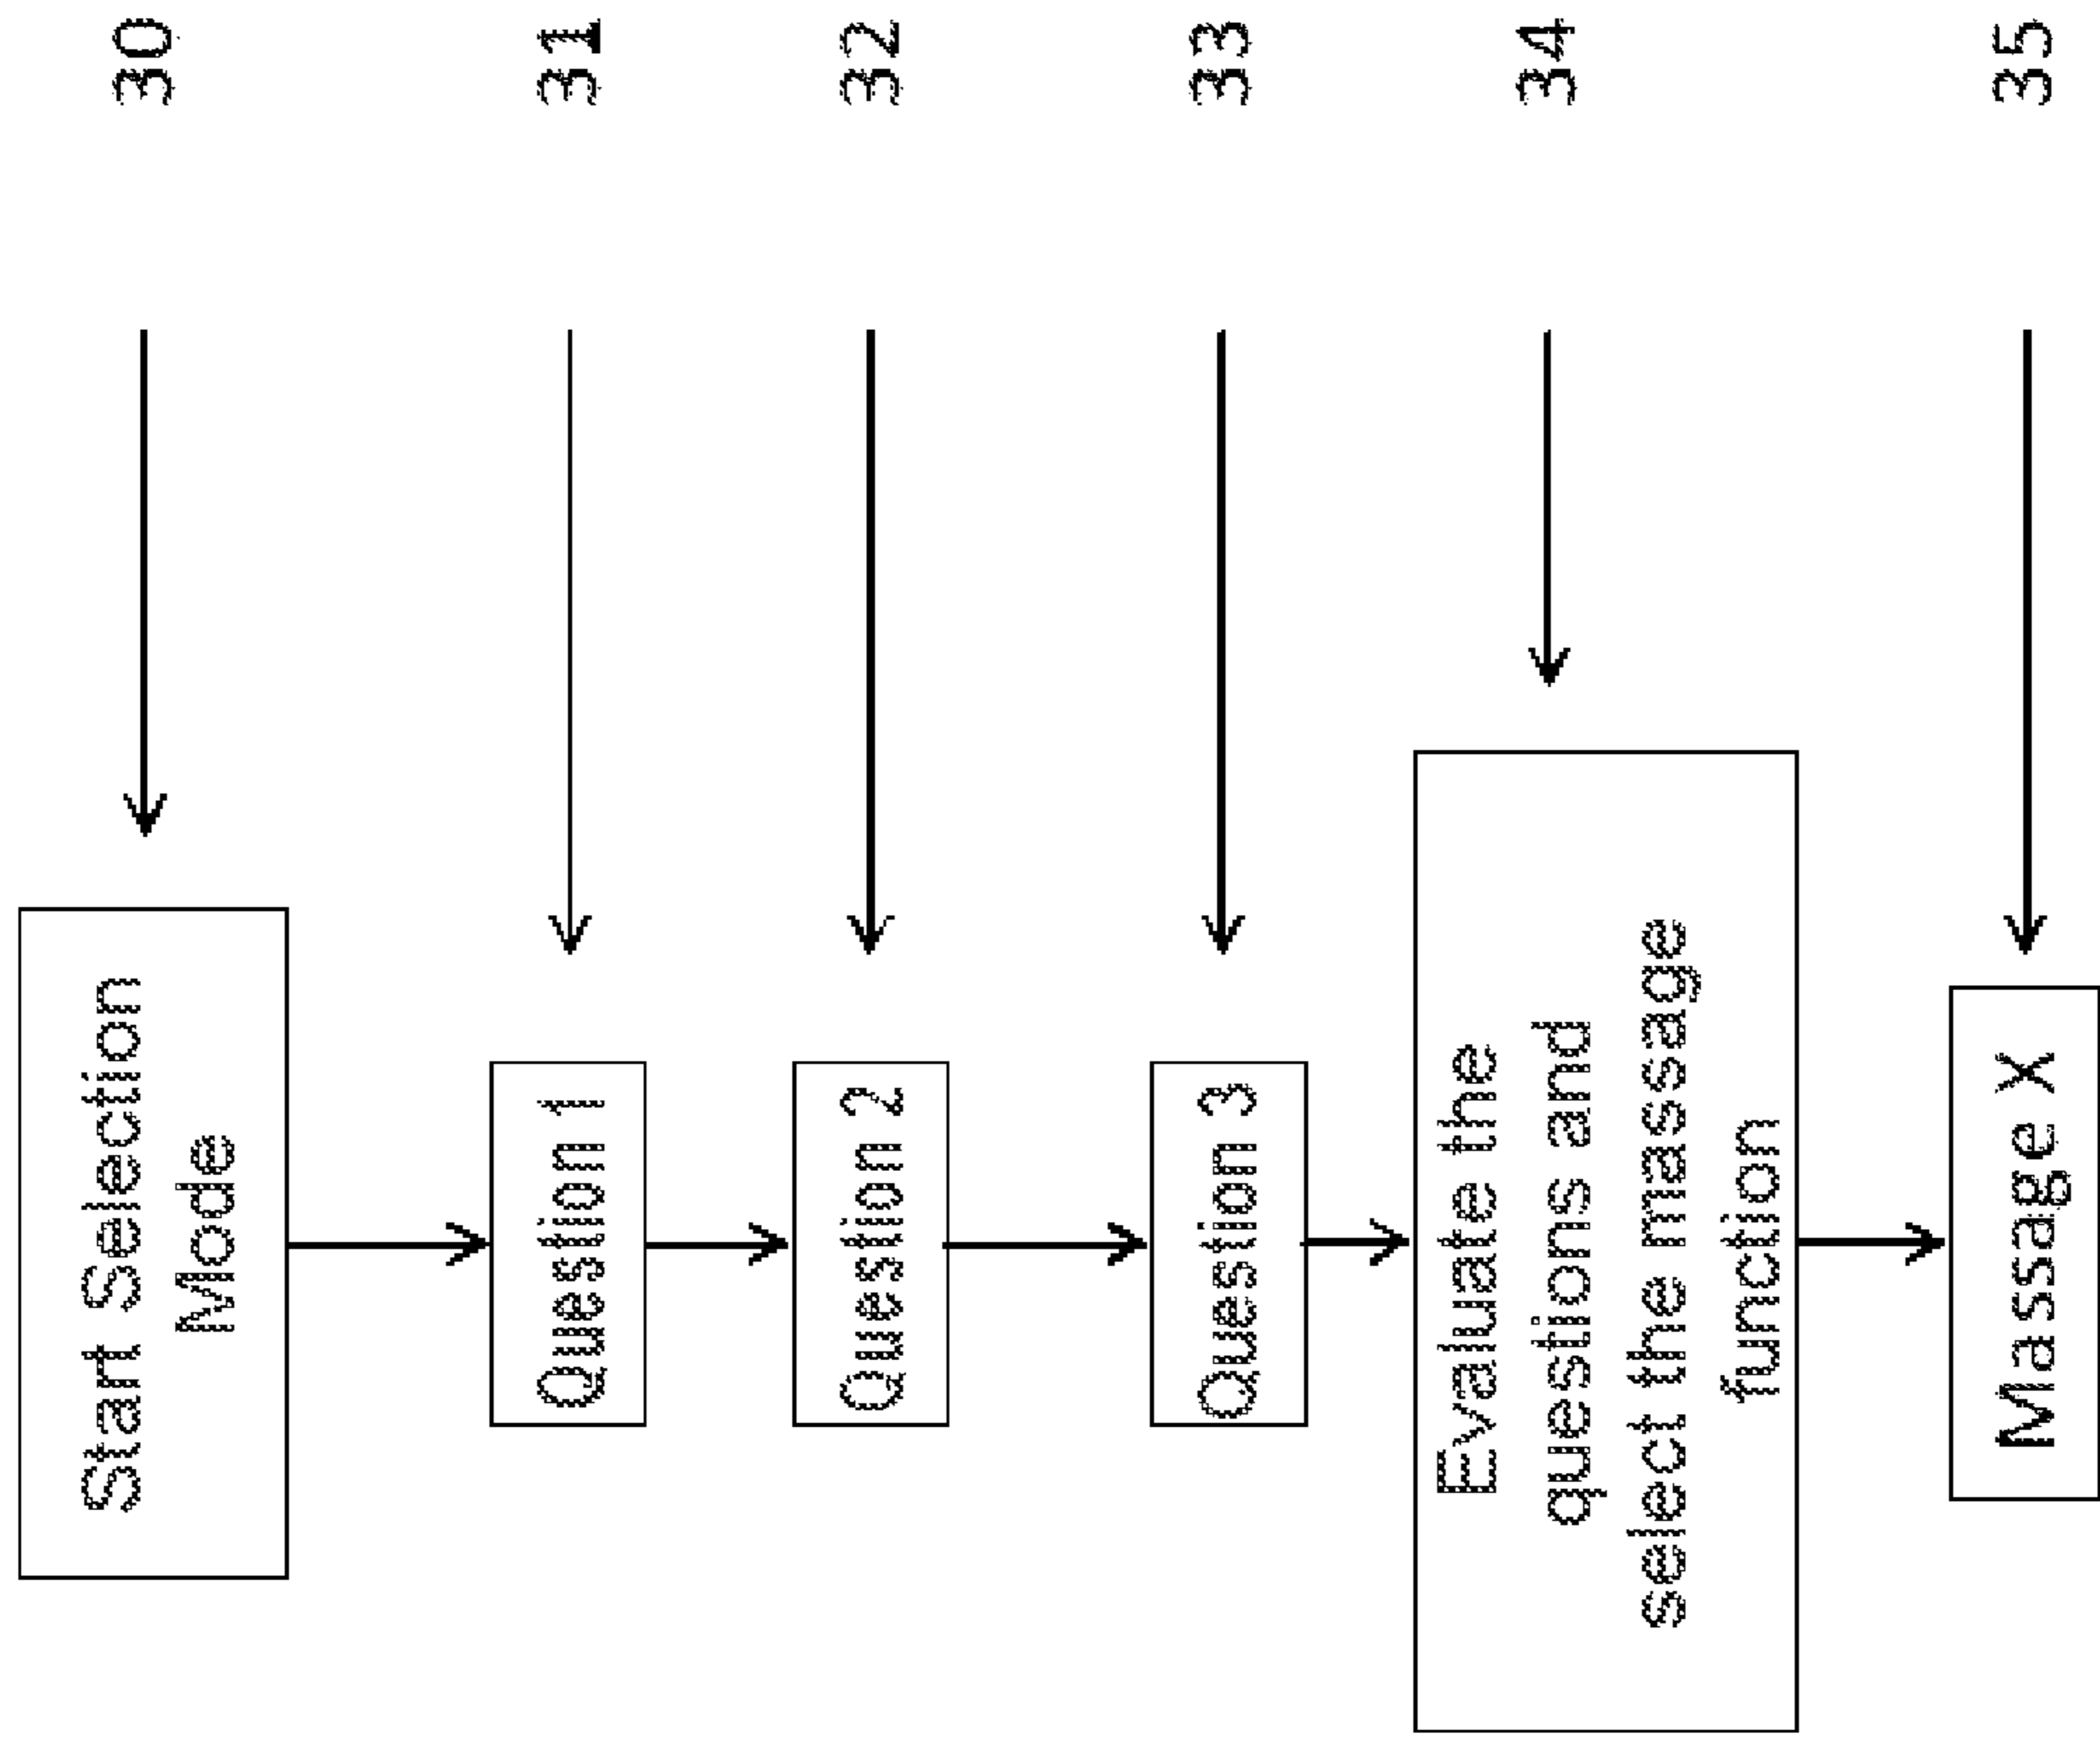 Start Selection
Mode
30
Question 1
31
Question 2
32
Question 3
33
Evaluate the
questions and
select the massage
function
34
Massage X
35